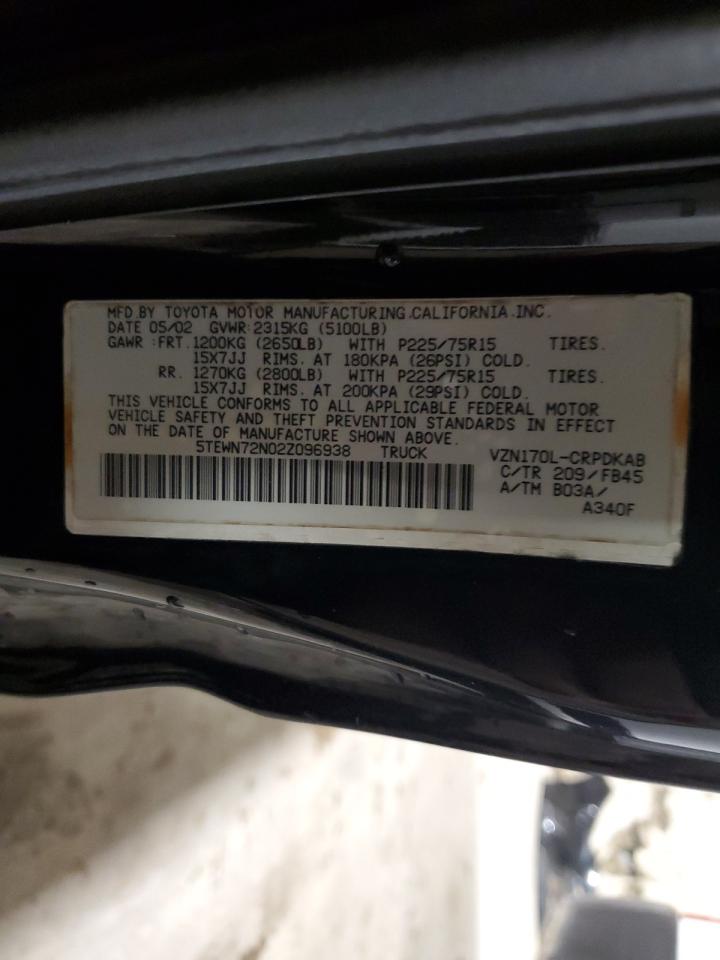 MFD.BY TOYOTA MOTOR MANUFACTURING.CALIFORNIA.INC.
DATE 05/02 GVWR:2315KG (5100LB)
GAWR :FRT.1200KG (2650LB) WITH P225/75R15 TIRES.
15X7JJ RIMS. AT 180KPA (26PSI) COLD.
RR. 1270KG (2800LB) WITH P225/75R15 TIRES.
15X7JJ RIMS. AT 200KPA (29PSI) COLD.
THIS VEHICLE CONFORMS TO ALL APPLICABLE FEDERAL MOTOR
VEHICLE SAFETY AND THEFT PREVENTION STANDARDS IN EFFECT
ON THE DATE OF MANUFACTURE SHOWN ABOVE.
5TEWN72N02Z096938 TRUCK VZN170L-CRPDKAB
C/TR 209/FB45
A/TM B03A/
A340F